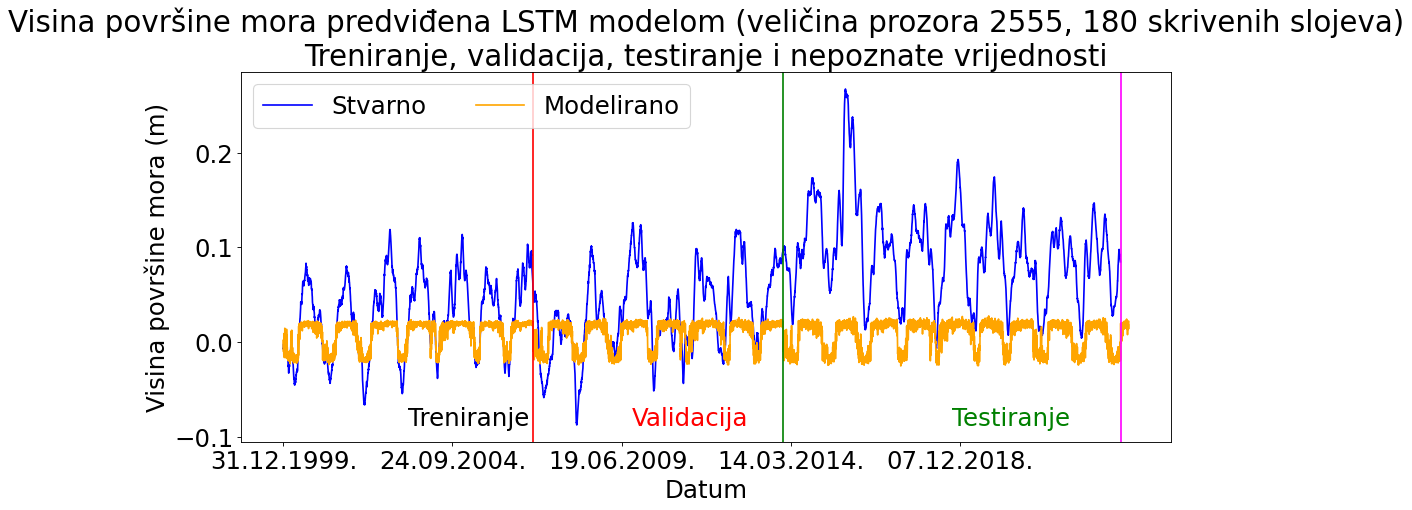 Visina površine mora predviđena LSTM modelom (veličina prozora 2555, 180 skrivenih slojeva)
Treniranje, validacija, testiranje i nepoznate vrijednosti
Stvarno Modelirano
Visina površine mora (m)
0.2
0.1
0.0
−0.1
Treniranje Validacija Testiranje
31.12.1999. 24.09.2004. 19.06.2009. 14.03.2014. 07.12.2018.
Datum